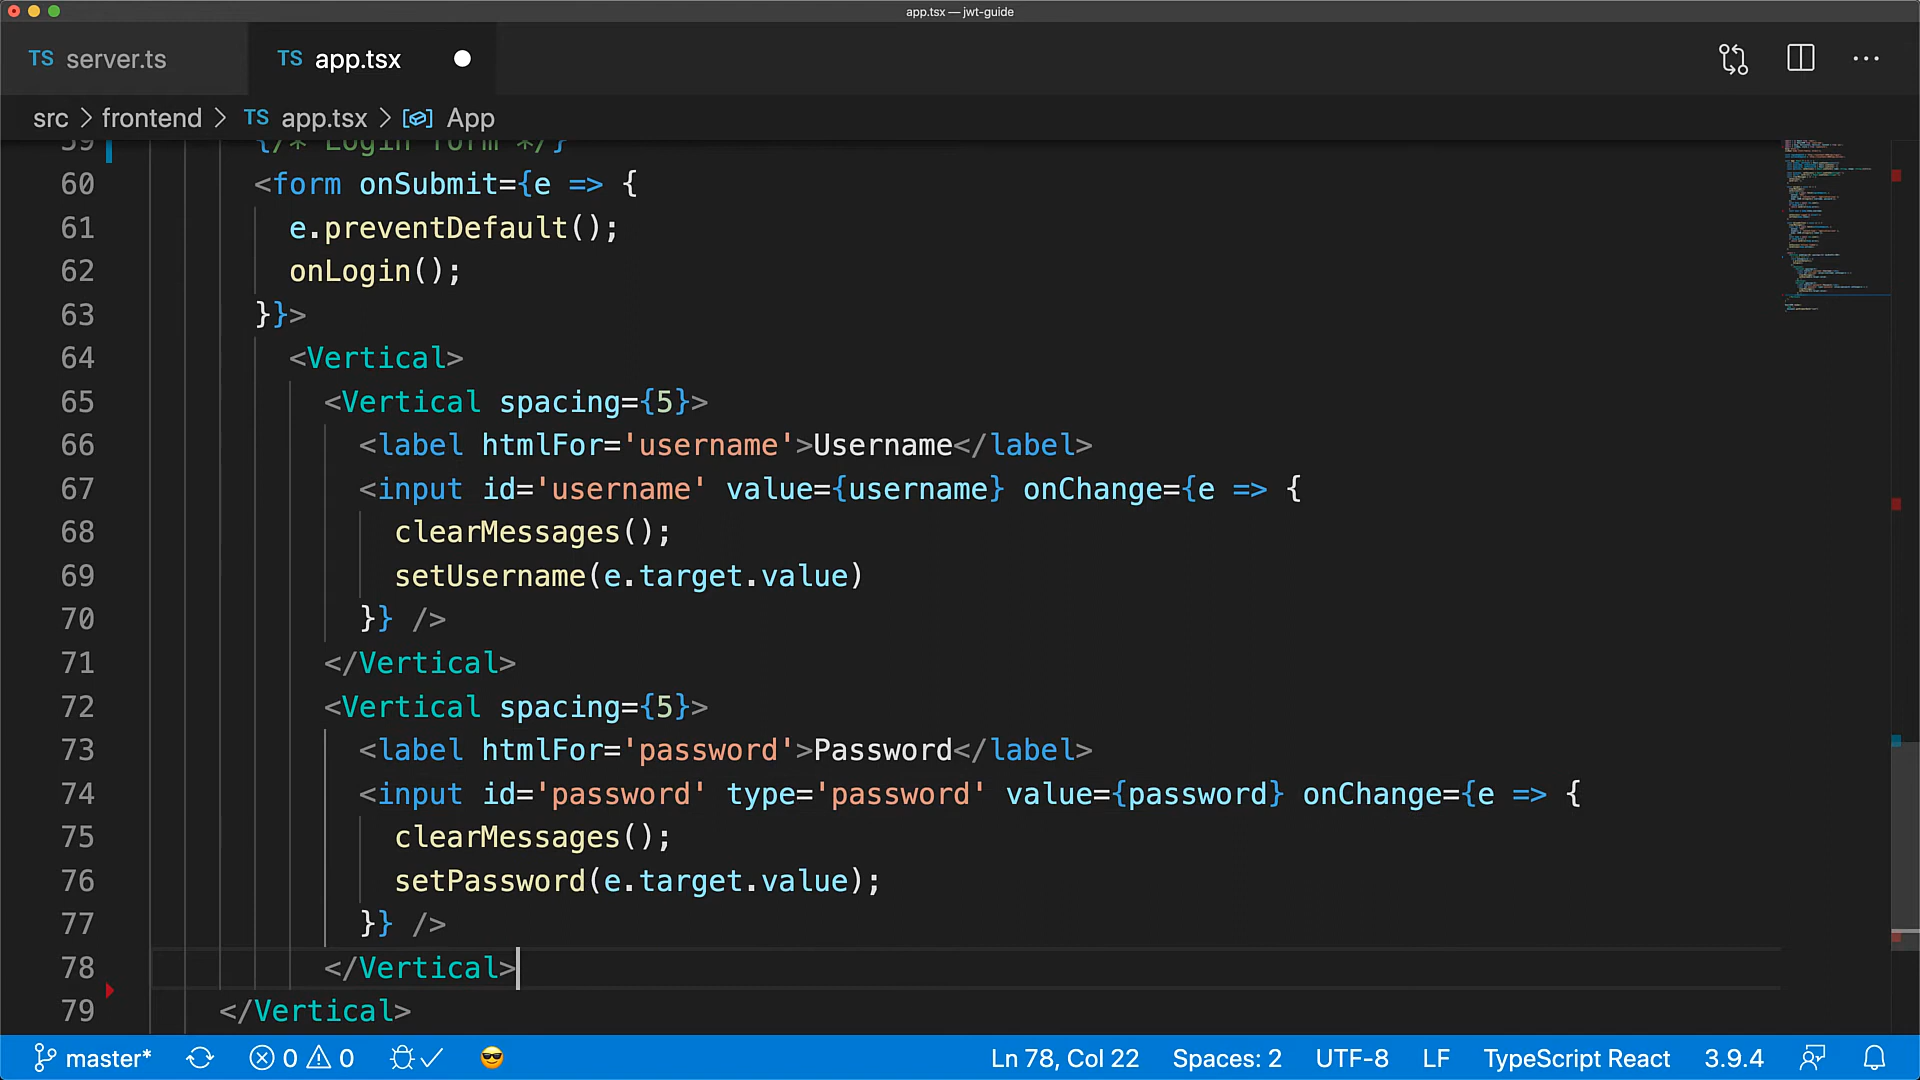 app.tsx — jwt-guide
TS server.ts
TS app.tsx
src > frontend > TS app.tsx > App
59 {/* Login form */}
60 <form onSubmit={e => {
61 e.preventDefault();
62 onLogin();
63 }}>
64 <Vertical>
65 <Vertical spacing={5}>
66 <label htmlFor='username'>Username</label>
67 <input id='username' value={username} onChange={e => {
68 clearMessages();
69 setUsername(e.target.value)
70 }} />
71 </Vertical>
72 <Vertical spacing={5}>
73 <label htmlFor='password'>Password</label>
74 <input id='password' type='password' value={password} onChange={e => {
75 clearMessages();
76 setPassword(e.target.value);
77 }} />
78 </Vertical>
79 </Vertical>
master* 0 0 Ln 78, Col 22 Spaces: 2 UTF-8 LF TypeScript React 3.9.4